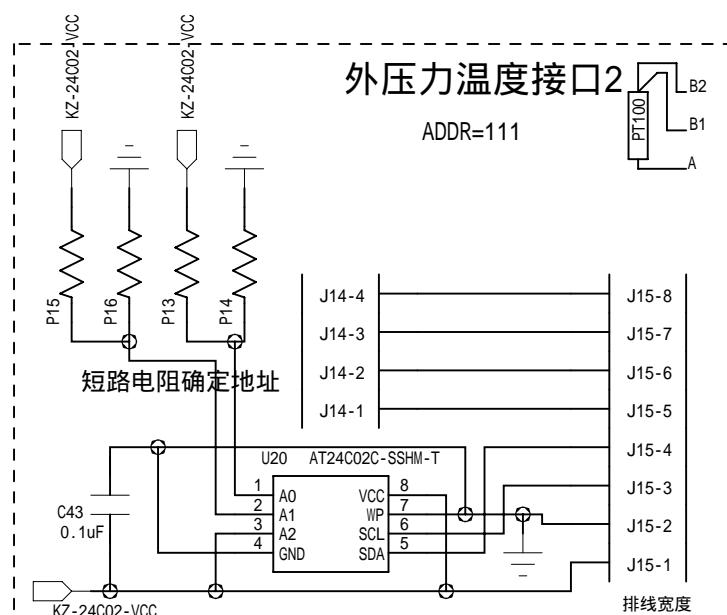 KZ-24C02-VCC
KZ-24C02-VCC
外压力温度接口2
ADDR=111
PT100
B2
B1
A
P15
P16
P13
P14
短路电阻确定地址
J14-4
J14-3
J14-2
J14-1
J15-8
J15-7
J15-6
J15-5
J15-4
J15-3
J15-2
J15-1
U20 AT24C02C-SSHM-T
1 A0 VCC 8
2 A1 WP 7
3 A2 SCL 6
4 GND SDA 5
C43
0.1uF
KZ-24C02-VCC
排线宽度